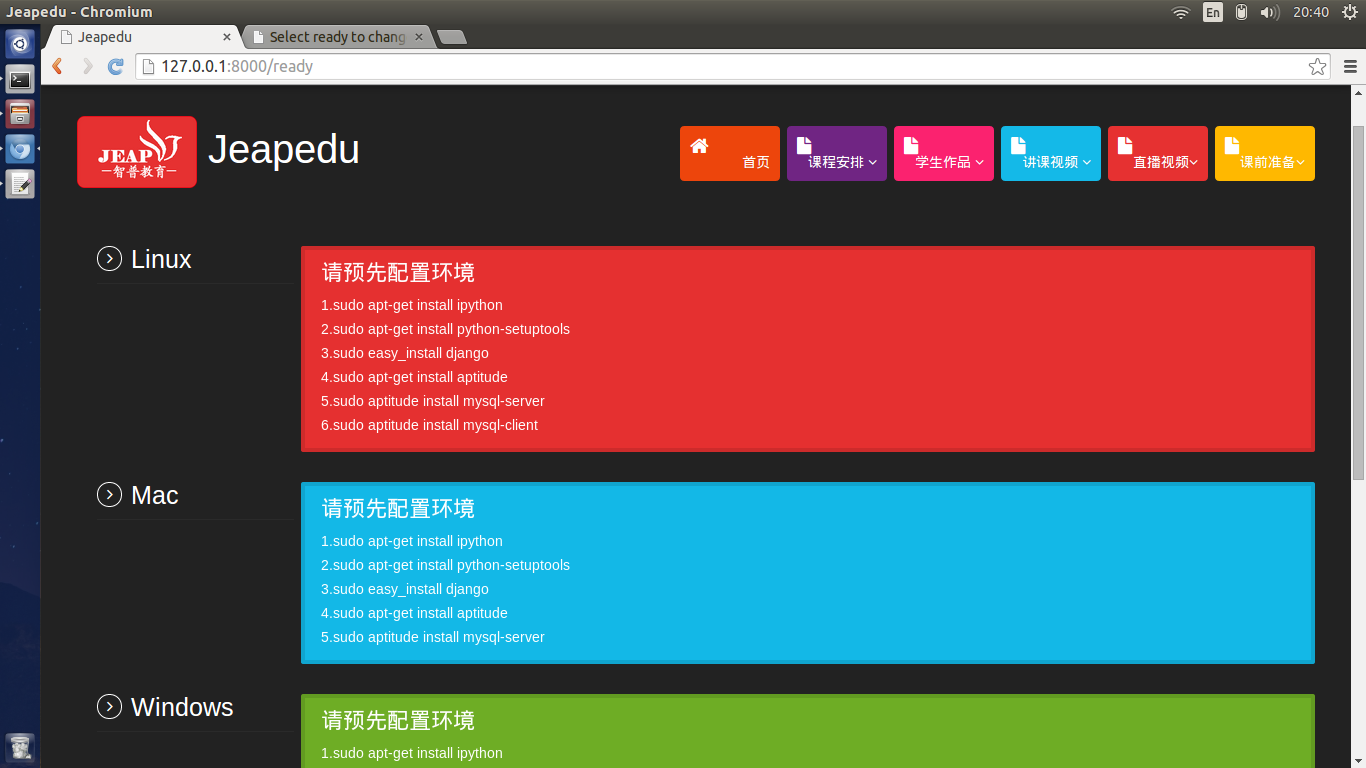 Jeapedu - Chromium
En
20:40
Jeapedu
Select ready to chang
127.0.0.1:8000/ready
JEAP
智普教育
Jeapedu
首页
课程安排
学生作品
讲课视频
直播视频
课前准备
Linux
请预先配置环境
1.sudo apt-get install ipython
2.sudo apt-get install python-setuptools
3.sudo easy_install django
4.sudo apt-get install aptitude
5.sudo aptitude install mysql-server
6.sudo aptitude install mysql-client
Mac
请预先配置环境
1.sudo apt-get install ipython
2.sudo apt-get install python-setuptools
3.sudo easy_install django
4.sudo apt-get install aptitude
5.sudo aptitude install mysql-server
Windows
请预先配置环境
1.sudo apt-get install ipython